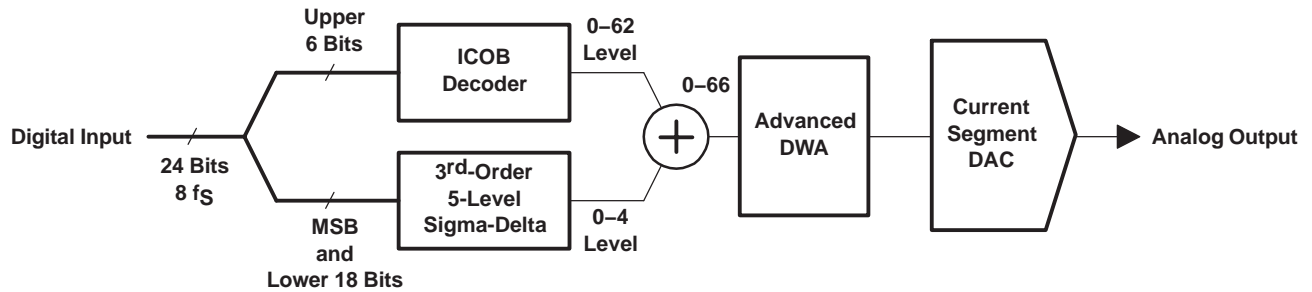 Upper
6 Bits
ICOB
Decoder
0–62
Level
0–66
Digital Input
24 Bits
8 fS
Advanced
DWA
Current
Segment
DAC
Analog Output
3rd-Order
5-Level
Sigma-Delta
0–4
Level
MSB
and
Lower 18 Bits